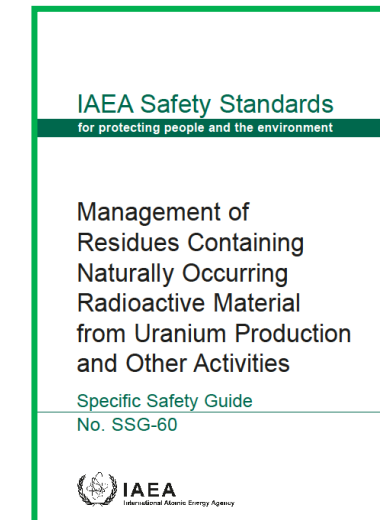 IAEA Safety Standards
for protecting people and the environment
Management of
Residues Containing
Naturally Occurring
Radioactive Material
from Uranium Production
and Other Activities
Specific Safety Guide
No. SSG-60
IAEA
International Atomic Energy Agency